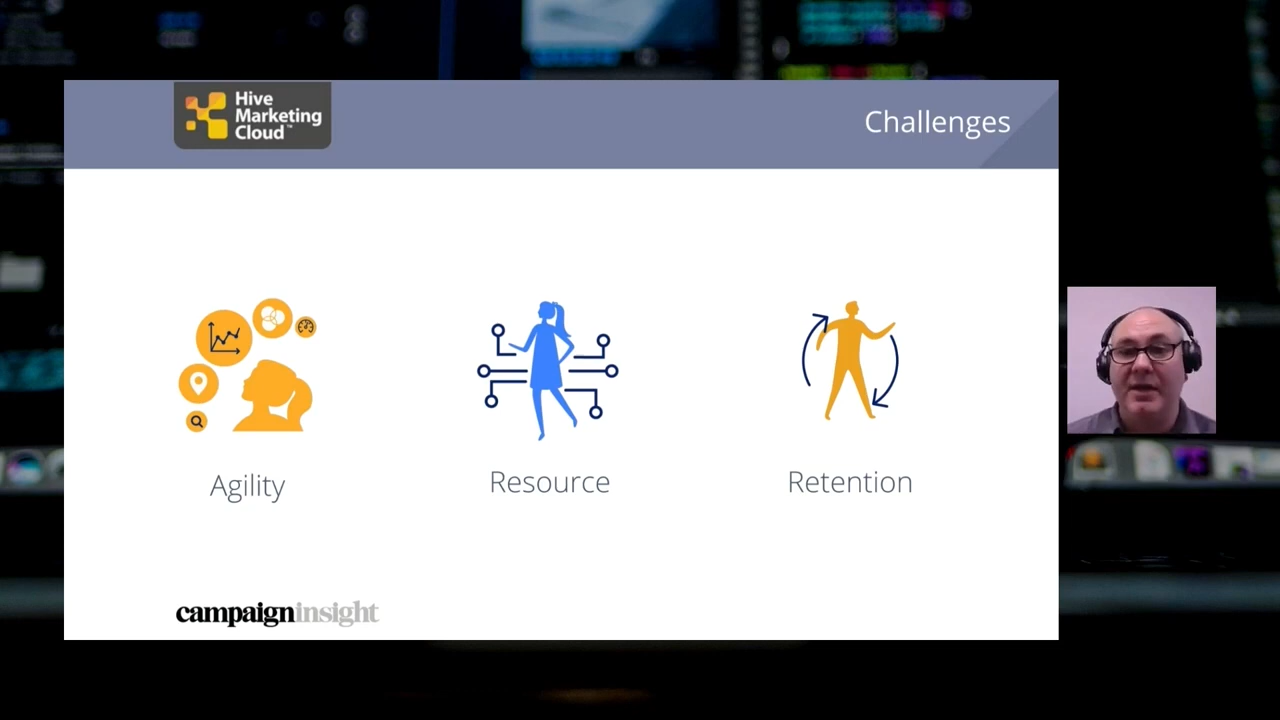 Hive
Marketing
Cloud™
Challenges
Agility
Resource
Retention
campaigninsight